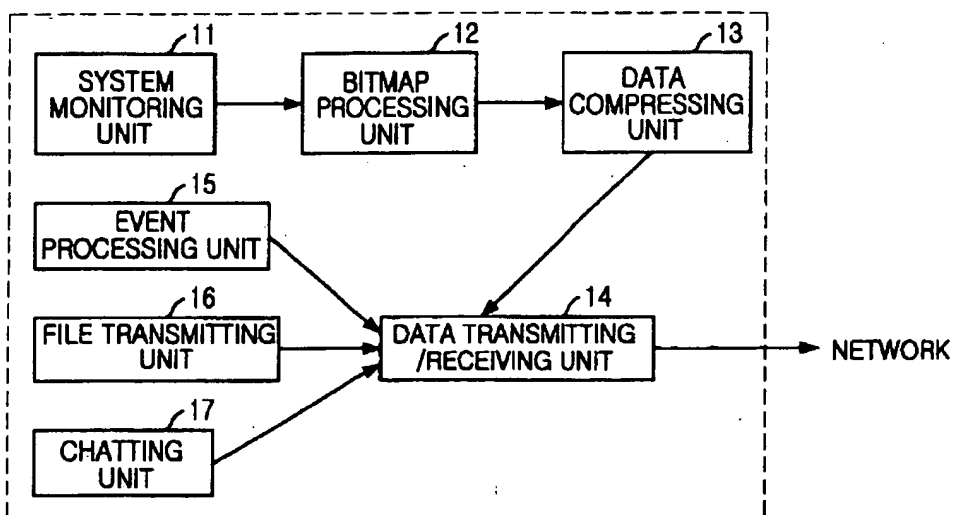 11
SYSTEM
MONITORING
UNIT
12
BITMAP
PROCESSING
UNIT
13
DATA
COMPRESSING
UNIT
15
EVENT
PROCESSING UNIT
16
FILE TRANSMITTING
UNIT
14
DATA TRANSMITTING
/RECEIVING UNIT
NETWORK
17
CHATTING
UNIT